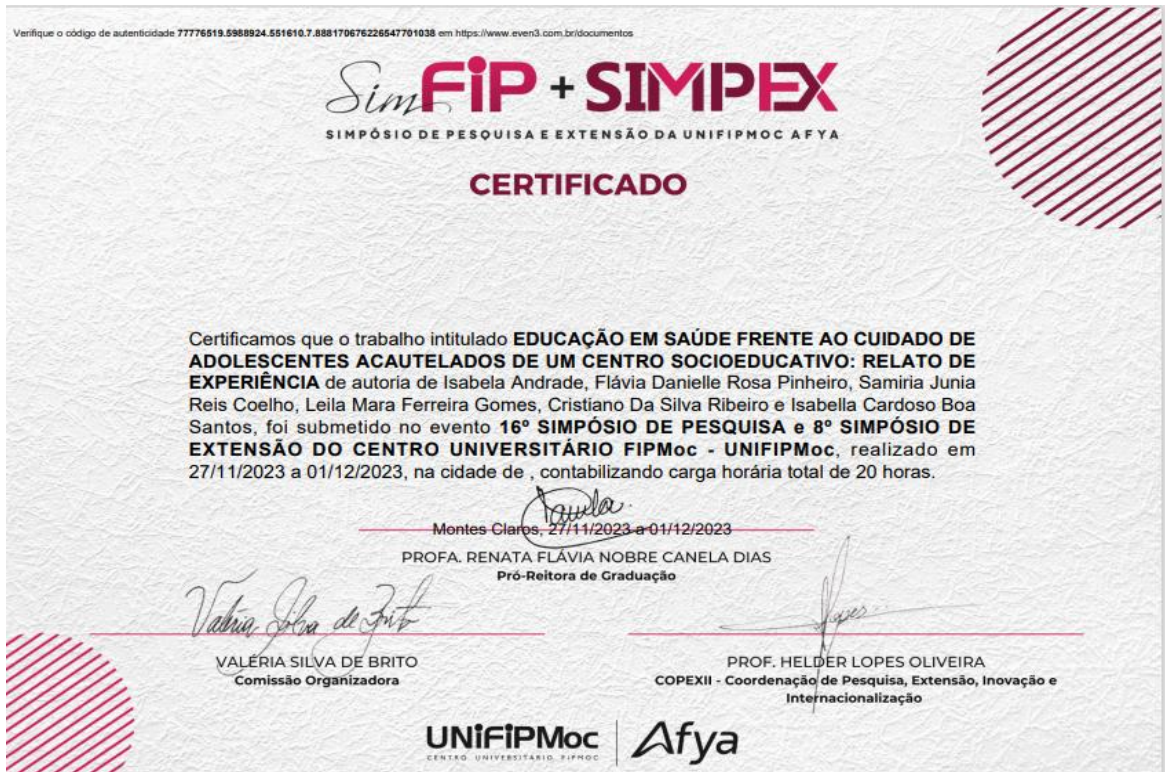 Verifique o código de autenticidade 77776519.5988924.551610.7.888170676226547701038 em https://www.even3.com.br/documentos
Sim FiP + SIMPEX
SIMPÓSIO DE PESQUISA E EXTENSÃO DA UNIFIPMOC AFYA
CERTIFICADO
Certificamos que o trabalho intitulado EDUCAÇÃO EM SAÚDE FRENTE AO CUIDADO DE
ADOLESCENTES ACAUTELADOS DE UM CENTRO SOCIOEDUCATIVO: RELATO DE
EXPERIÊNCIA de autoria de Isabela Andrade, Flávia Danielle Rosa Pinheiro, Samiria Junia
Reis Coelho, Leila Mara Ferreira Gomes, Cristiano Da Silva Ribeiro e Isabella Cardoso Boa
Santos, foi submetido no evento 16º SIMPÓSIO DE PESQUISA e 8º SIMPÓSIO DE
EXTENSÃO DO CENTRO UNIVERSITÁRIO FIPMoc - UNIFIPMoc, realizado em
27/11/2023 a 01/12/2023, na cidade de , contabilizando carga horária total de 20 horas.
Montes Claros, 27/11/2023 a 01/12/2023
PROFA. RENATA FLÁVIA NOBRE CANELA DIAS
Pró-Reitora de Graduação
Valéria Silva de Brito
VALÉRIA SILVA DE BRITO
Comissão Organizadora
PROF. HELDER LOPES OLIVEIRA
COPEXII - Coordenação de Pesquisa, Extensão, Inovação e
Internacionalização
UNiFiPMoc
CENTRO UNIVERSITÁRIO FIPMOC
Afya